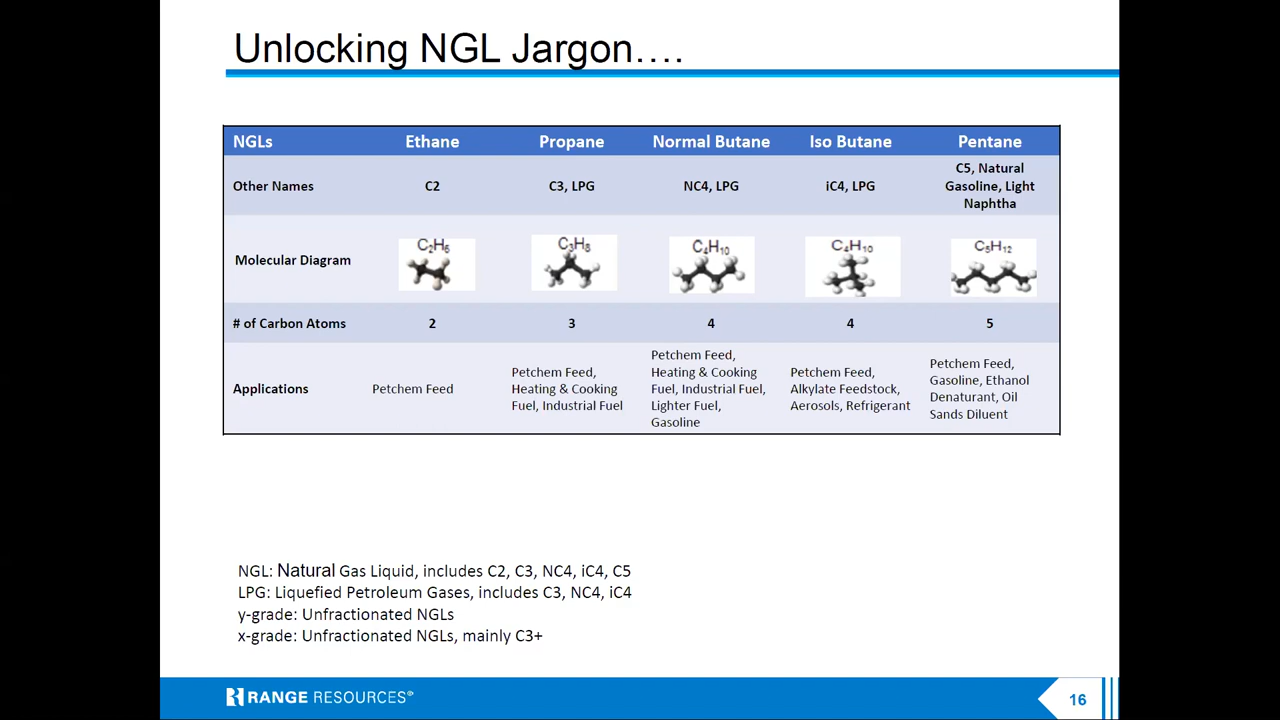 Unlocking NGL Jargon….
NGLs Ethane Propane Normal Butane Iso Butane Pentane
Other Names C2 C3, LPG NC4, LPG iC4, LPG C5, Natural
Gasoline, Light
Naphtha
Molecular Diagram C₂H₆ C₃H₈ C₄H₁₀ C₄H₁₀ C₅H₁₂
# of Carbon Atoms 2 3 4 4 5
Applications
Petchem Feed
Petchem Feed,
Heating & Cooking
Fuel, Industrial Fuel
Petchem Feed,
Heating & Cooking
Fuel, Industrial Fuel,
Lighter Fuel,
Gasoline
Petchem Feed,
Alkylate Feedstock,
Aerosols, Refrigerant
Petchem Feed,
Gasoline, Ethanol
Denaturant, Oil
Sands Diluent
NGL: Natural Gas Liquid, includes C2, C3, NC4, iC4, C5
LPG: Liquefied Petroleum Gases, includes C3, NC4, iC4
y-grade: Unfractionated NGLs
x-grade: Unfractionated NGLs, mainly C3+
RANGE RESOURCES®
16